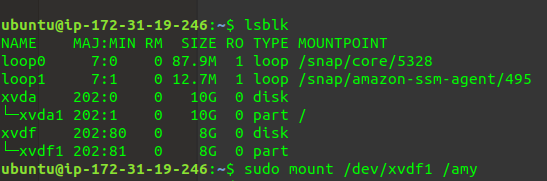 ubuntu@ip-172-31-19-246:~$ lsblk
NAME    MAJ:MIN RM  SIZE RO TYPE MOUNTPOINT
loop0     7:0    0 87.9M  1 loop /snap/core/5328
loop1     7:1    0 12.7M  1 loop /snap/amazon-ssm-agent/495
xvda    202:0    0   10G  0 disk
└─xvda1 202:1    0   10G  0 part /
xvdf    202:80   0    8G  0 disk
└─xvdf1 202:81   0    8G  0 part
ubuntu@ip-172-31-19-246:~$ sudo mount /dev/xvdf1 /amy